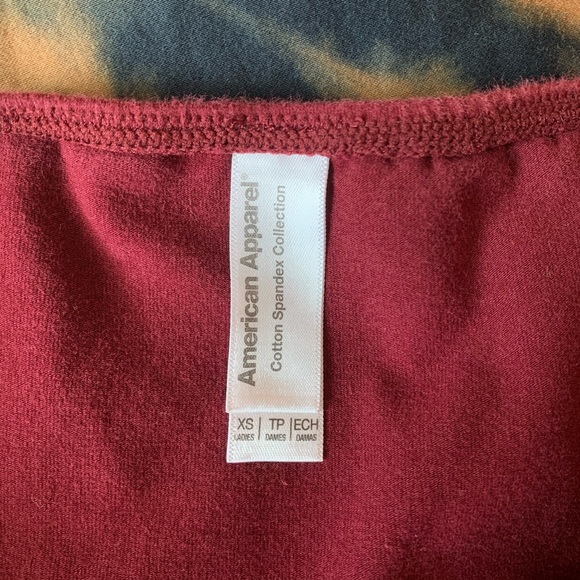 American Apparel®
Cotton Spandex Collection
XS | TP | ECH
LADIES | DAMES | DAMAS